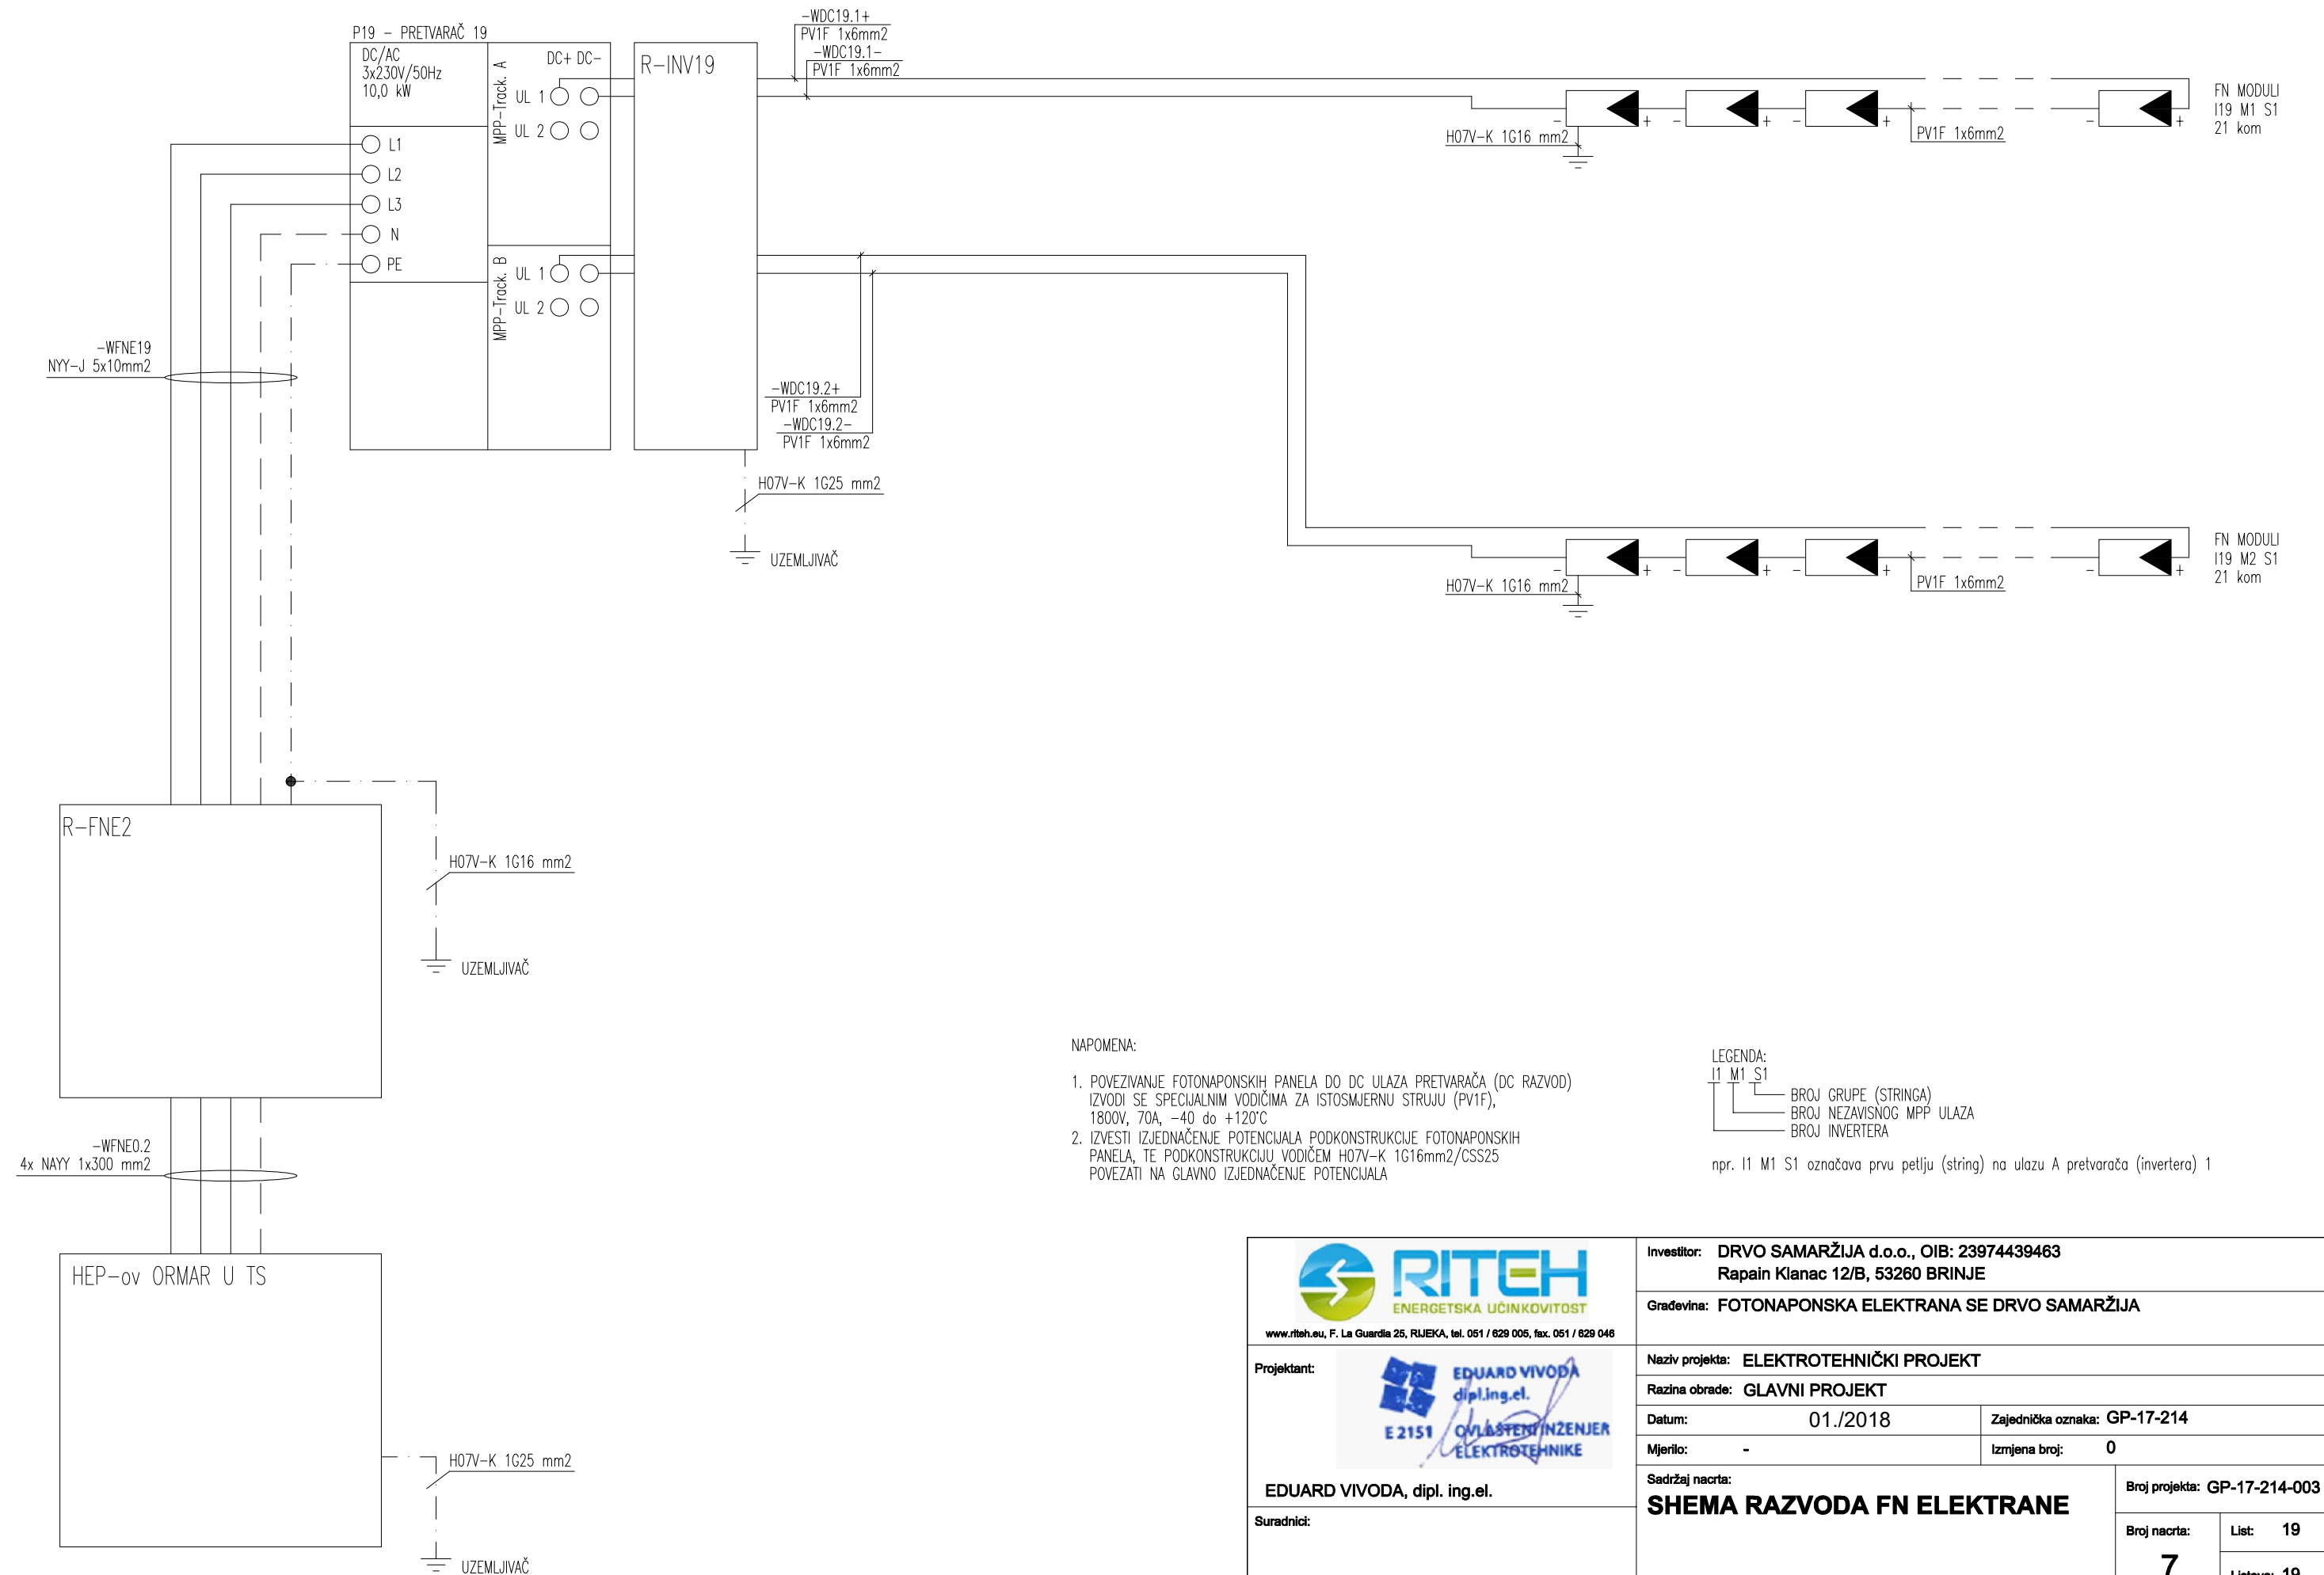 P19 – PRETVARAČ 19
DC/AC
3x230V/50Hz
10,0 kW
L1
L2
L3
N
PE
MPP-Track. A
DC+ DC-
UL 1
UL 2
MPP-Track. B
UL 1
UL 2
R-INV19
-WDC19.1+
PV1F 1x6mm2
-WDC19.1-
PV1F 1x6mm2
-WDC19.2+
PV1F 1x6mm2
-WDC19.2-
PV1F 1x6mm2
H07V-K 1G25 mm2
UZEMLJIVAČ
H07V-K 1G16 mm2
- + - + - + - +
PV1F 1x6mm2
FN MODULI
I19 M1 S1
21 kom
H07V-K 1G16 mm2
- + - + - + - +
PV1F 1x6mm2
FN MODULI
I19 M2 S1
21 kom
-WFNE19
NYY-J 5x10mm2
R-FNE2
H07V-K 1G16 mm2
UZEMLJIVAČ
-WFNE0.2
4x NAYY 1x300 mm2
HEP-ov ORMAR U TS
H07V-K 1G25 mm2
UZEMLJIVAČ
NAPOMENA:
1. POVEZIVANJE FOTONAPONSKIH PANELA DO DC ULAZA PRETVARAČA (DC RAZVOD)
IZVODI SE SPECIJALNIM VODIČIMA ZA ISTOSMJERNU STRUJU (PV1F),
1800V, 70A, -40 do +120°C
2. IZVESTI IZJEDNAČENJE POTENCIJALA PODKONSTRUKCIJE FOTONAPONSKIH
PANELA, TE PODKONSTRUKCIJU VODIČEM H07V-K 1G16mm2/CSS25
POVEZATI NA GLAVNO IZJEDNAČENJE POTENCIJALA
LEGENDA:
I1 M1 S1
BROJ GRUPE (STRINGA)
BROJ NEZAVISNOG MPP ULAZA
BROJ INVERTERA
npr. I1 M1 S1 označava prvu petlju (string) na ulazu A pretvarača (invertera) 1
RITEH
ENERGETSKA UČINKOVITOST
www.riteh.eu, F. La Guardia 25, RIJEKA, tel. 051 / 629 005, fax. 051 / 629 046
Projektant:
EDUARD VIVODA
dipl.ing.el.
E 2151 OVLAŠTENI INŽENJER
ELEKTROTEHNIKE
EDUARD VIVODA, dipl. ing.el.
Suradnici:
Investitor: DRVO SAMARŽIJA d.o.o., OIB: 23974439463
Rapain Klanac 12/B, 53260 BRINJE
Građevina: FOTONAPONSKA ELEKTRANA SE DRVO SAMARŽIJA
Naziv projekta: ELEKTROTEHNIČKI PROJEKT
Razina obrade: GLAVNI PROJEKT
Datum: 01./2018
Zajednička oznaka: GP-17-214
Mjerilo: -
Izmjena broj: 0
Sadržaj nacrta:
SHEMA RAZVODA FN ELEKTRANE
Broj projekta: GP-17-214-003
Broj nacrta:
7
List: 19
Listova: 19